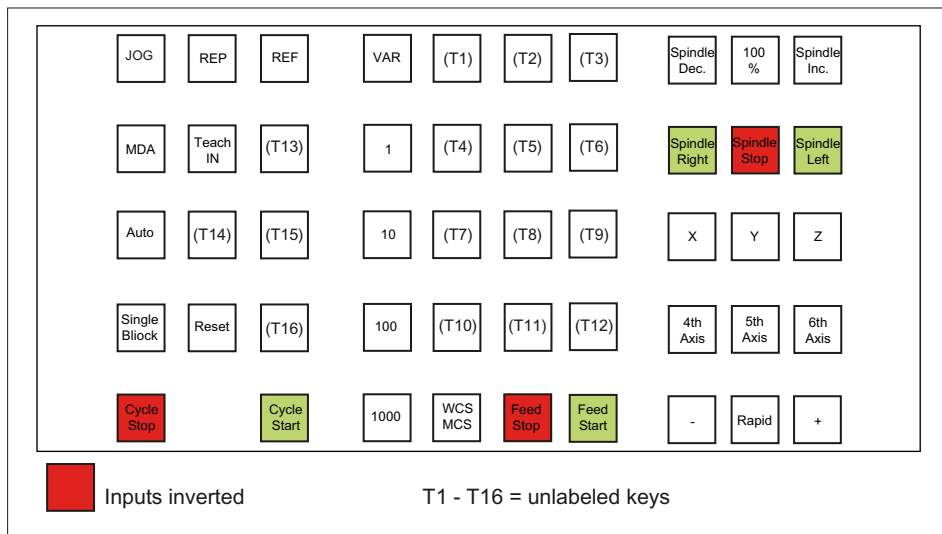 JOG REP REF VAR (T1) (T2) (T3) Spindle Dec. 100 % Spindle Inc.
MDA Teach IN (T13) 1 (T4) (T5) (T6) Spindle Right Spindle Stop Spindle Left
Auto (T14) (T15) 10 (T7) (T8) (T9) X Y Z
Single Bliock Reset (T16) 100 (T10) (T11) (T12) 4th Axis 5th Axis 6th Axis
Cycle Stop Cycle Start 1000 WCS MCS Feed Stop Feed Start - Rapid +
Inputs inverted T1 - T16 = unlabeled keys